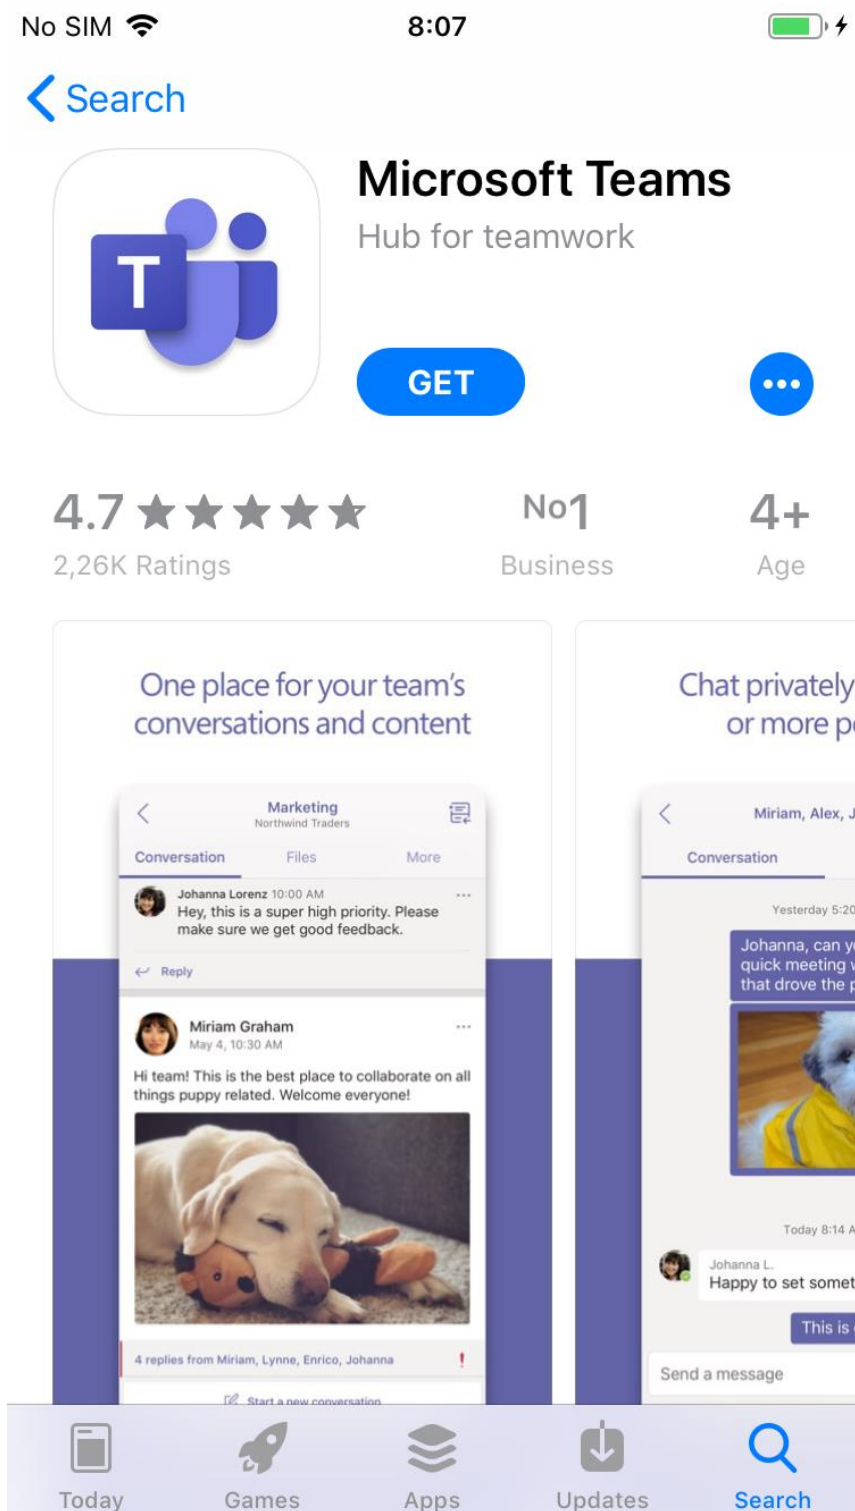 No SIM
8:07
Search
Microsoft Teams
Hub for teamwork
T
GET
4.7
No1
4+
2,26K Ratings
Business
Age
One place for your team's
conversations and content
Marketing
Northwind Traders
Conversation
Files
More
Johanna Lorenz 10:00 AM
Hey, this is a super high priority. Please
make sure we get good feedback.
Reply
Miriam Graham
May 4, 10:30 AM
Hi team! This is the best place to collaborate on all
things puppy related. Welcome everyone!
4 replies from Miriam, Lynne, Enrico, Johanna
Start a new conversation
Chat privately
or more
Miriam, Alex,
Conversation
Yesterday
Johanna, can
quick meeting
that drove the
Today 8:14
Johanna L.
Happy to set
This is
Send a message
Today
Games
Apps
Updates
Search